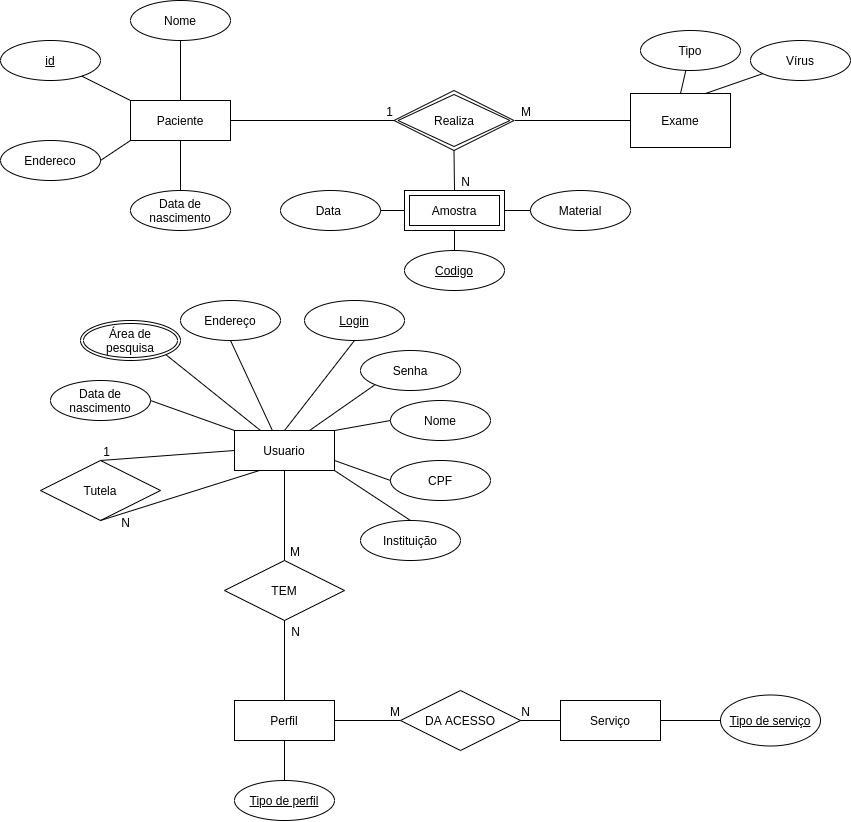 Nome
id
Tipo
Vírus
Paciente
1
Realiza
M
Exame
Endereco
Data de
nascimento
N
Data
Amostra
Material
Codigo
Endereço
Login
Área de
pesquisa
Senha
Data de
nascimento
Nome
Usuario
1
Tutela
N
CPF
Instituição
M
TEM
N
Perfil
M
DA ACESSO
N
Serviço
Tipo de serviço
Tipo de perfil